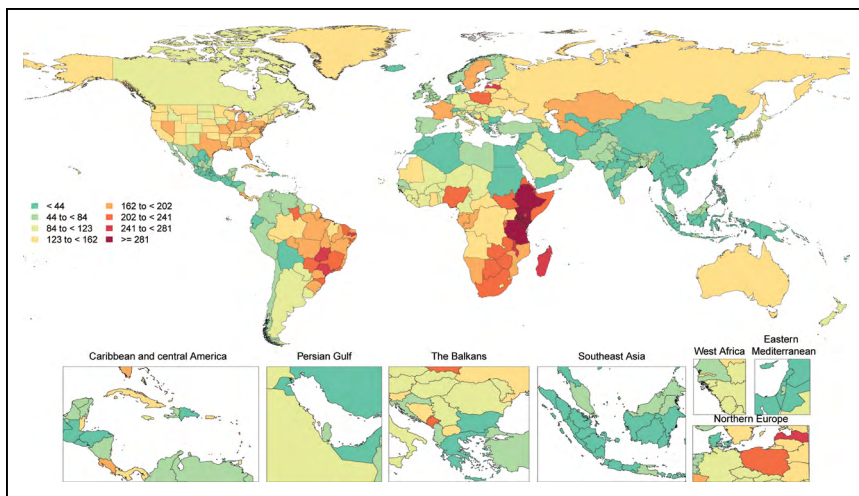 < 44
44 to < 84
84 to < 123
123 to < 162
162 to < 202
202 to < 241
241 to < 281
>= 281
Caribbean and central America
Persian Gulf
The Balkans
Southeast Asia
West Africa
Eastern
Mediterranean
Northern Europe